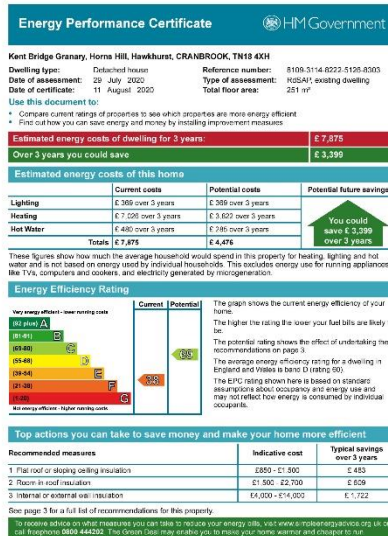 Energy Performance Certificate
HM Government
Kent Bridge Granary, Horns Hill, Hawkhurst, CRANBROOK, TN18 4XH
Dwelling type: Detached house
Reference number: 8109-3114-8222-5126-8303
Date of assessment: 29 July 2020
Type of assessment: RdSAP, existing dwelling
Date of certificate: 11 August 2020
Total floor area: 251 m²
Use this document to:
• Compare current ratings of properties to see which properties are more energy efficient
• Find out how you can save energy and money by installing improvement measures
Estimated energy costs of dwelling for 3 years: £ 7,875
Over 3 years you could save £ 3,399
Estimated energy costs of this home
Current costs Potential costs Potential future savings
Lighting £ 369 over 3 years £ 369 over 3 years
Heating £ 7,026 over 3 years £ 3,822 over 3 years
Hot Water £ 480 over 3 years £ 285 over 3 years
Totals £ 7,875 £ 4,476
You could
save £ 3,399
over 3 years
These figures show how much the average household would spend in this property for heating, lighting and hot
water and is not based on energy used by individual households. This excludes energy use for running appliances
like TVs, computers and cookers, and electricity generated by microgeneration.
Energy Efficiency Rating
Current Potential
Very energy efficient - lower running costs
(92 plus) A
(81-91) B
(69-80) C
(55-68) D
(39-54) E
(21-38) F
(1-20) G
Not energy efficient - higher running costs
The graph shows the current energy efficiency of your
home.
The higher the rating the lower your fuel bills are likely
be.
The potential rating shows the effect of undertaking the
recommendations on page 3.
The average energy efficiency rating for a dwelling in
England and Wales is band D (rating 60).
The EPC rating shown here is based on standard
assumptions about occupancy and energy use and
may not reflect how energy is consumed by individual
occupants.
Top actions you can take to save money and make your home more efficient
Recommended measures Indicative cost Typical savings
over 3 years
1 Flat roof or sloping ceiling insulation £850 - £1,500 £ 483
2 Room-in-roof insulation £1,500 - £2,700 £ 609
3 Internal or external wall insulation £4,000 - £14,000 £ 1,722
See page 3 for a full list of recommendations for this property.
To receive advice on what measures you can take to reduce your energy bills, visit www.simpleenergyadvice.org.uk or
call freephone 0800 444202. The Green Deal may enable you to make your home warmer and cheaper to run.